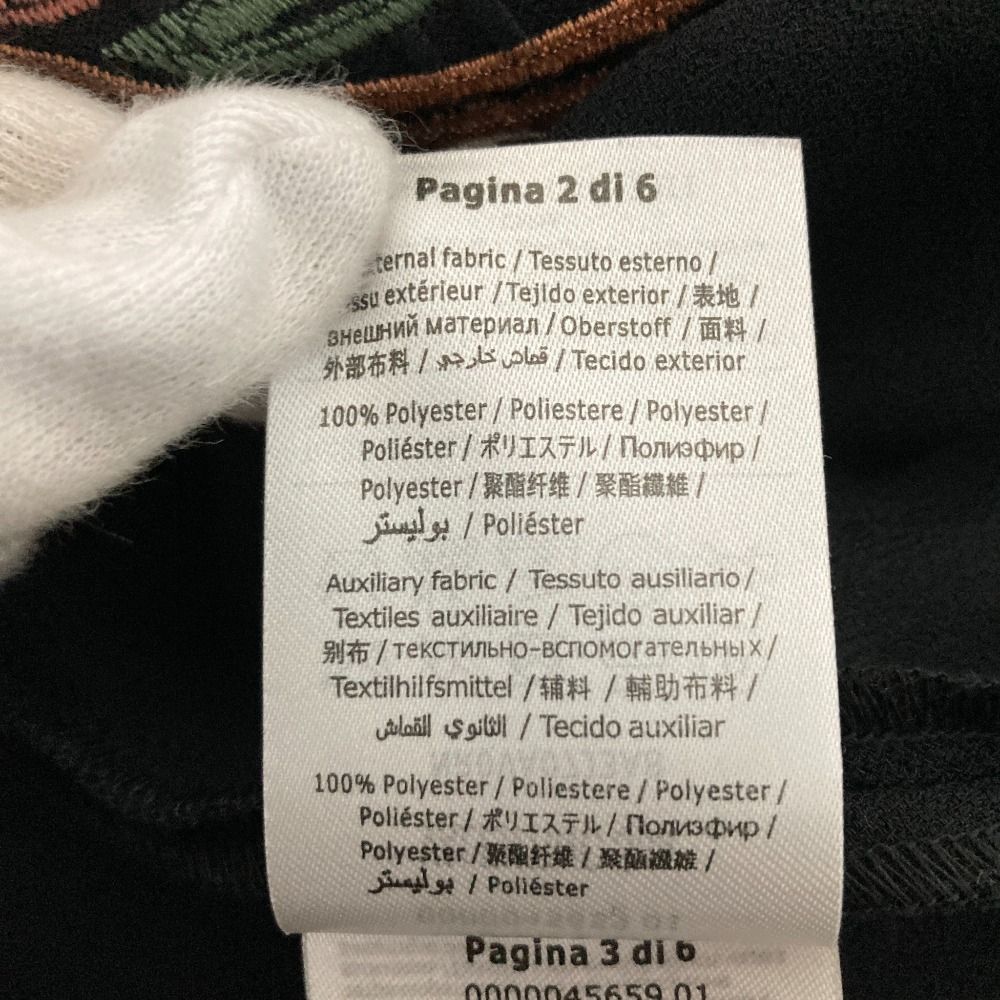 Pagina 2 di 6
ternal fabric / Tessuto esterno /
ssu extérieur / Tejido exterior / 表地 /
внешний материал / Oberstoff / 面料 /
外部布料 / قماش خارجي / Tecido exterior
100% Polyester / Poliestere / Polyester /
Poliéster / ポリエステル / Полиэфир /
Polyester / 聚酯纤维 / 聚酯纖維 /
بوليستر / Poliéster
Auxiliary fabric / Tessuto ausiliario /
Textiles auxiliaire / Tejido auxiliar /
别布 / текстильно-вспомогательных /
Textilhilfsmittel / 辅料 / 輔助布料 /
الثانوي القماش / Tecido auxiliar
100% Polyester / Poliestere / Polyester /
Poliéster / ポリエステル / Полиэфир /
Polyester / 聚酯纤维 / 聚酯纖維 /
بوليستر / Poliéster
Pagina 3 di 6
0000045659 01